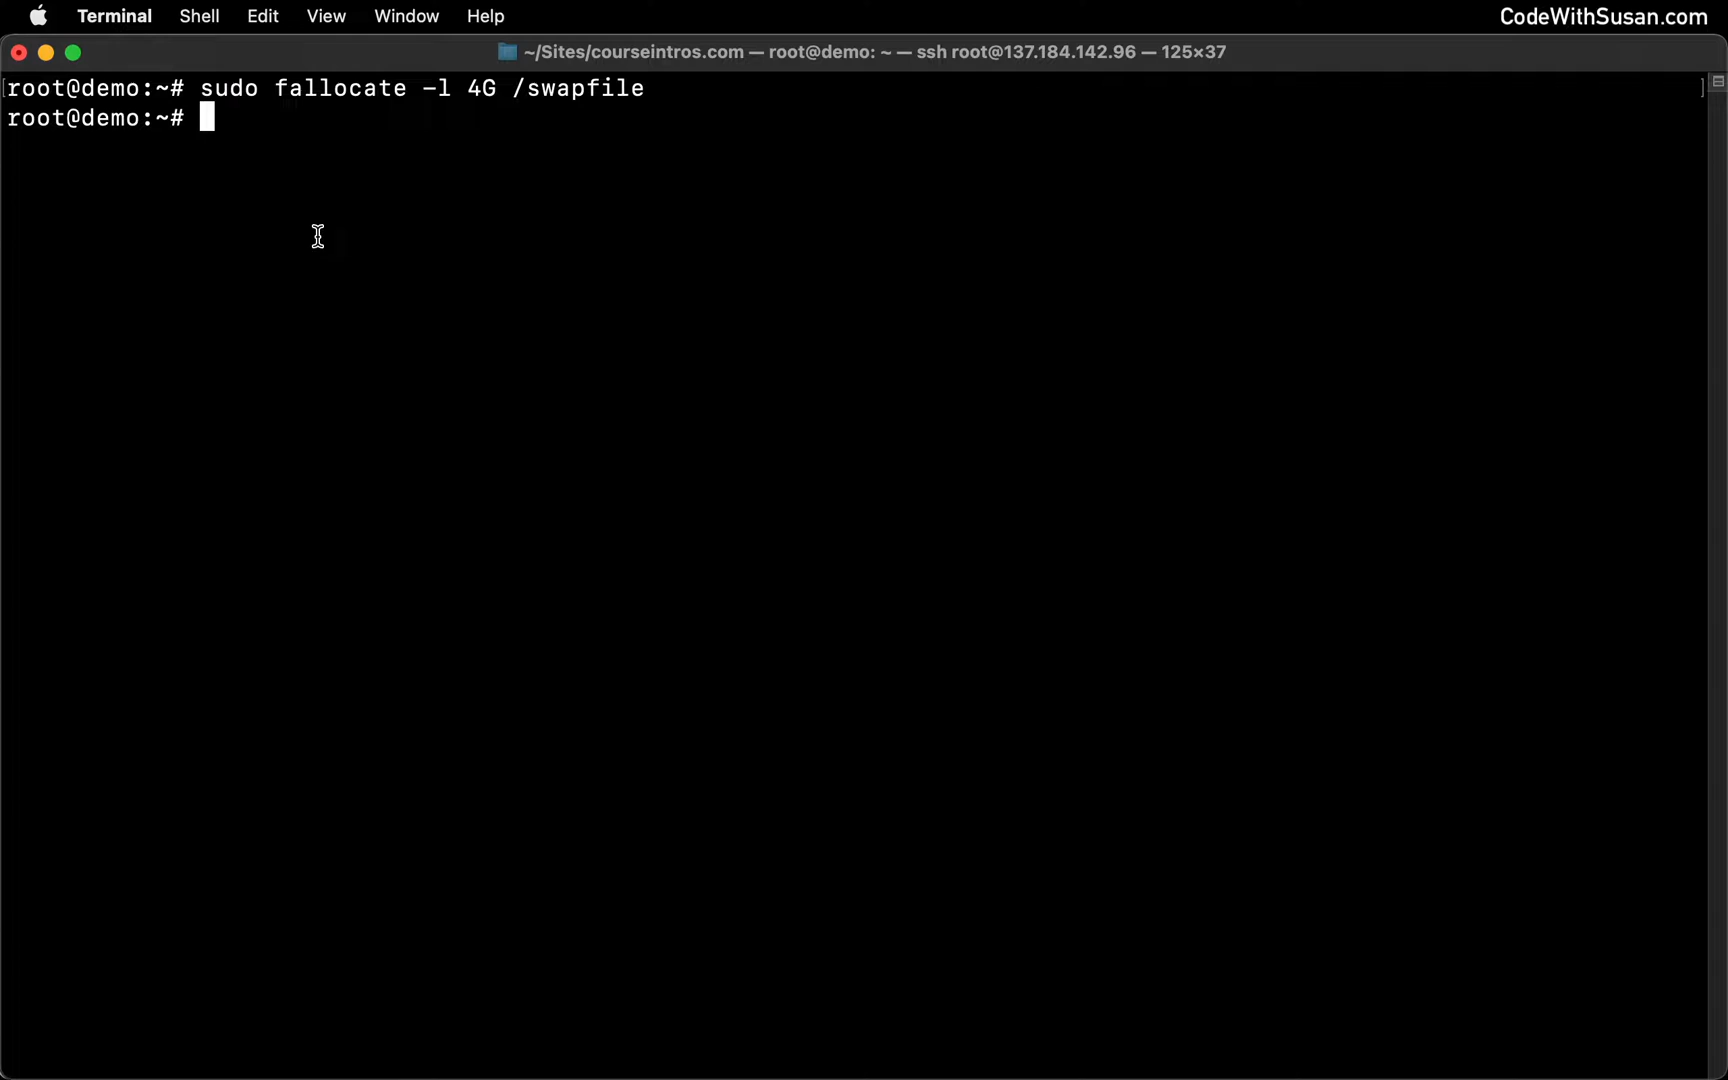 Terminal Shell Edit View Window Help CodeWithSusan.com
~/Sites/courseintros.com — root@demo: ~ — ssh root@137.184.142.96 — 125×37
[root@demo:~# sudo fallocate -l 4G /swapfile ]
root@demo:~#